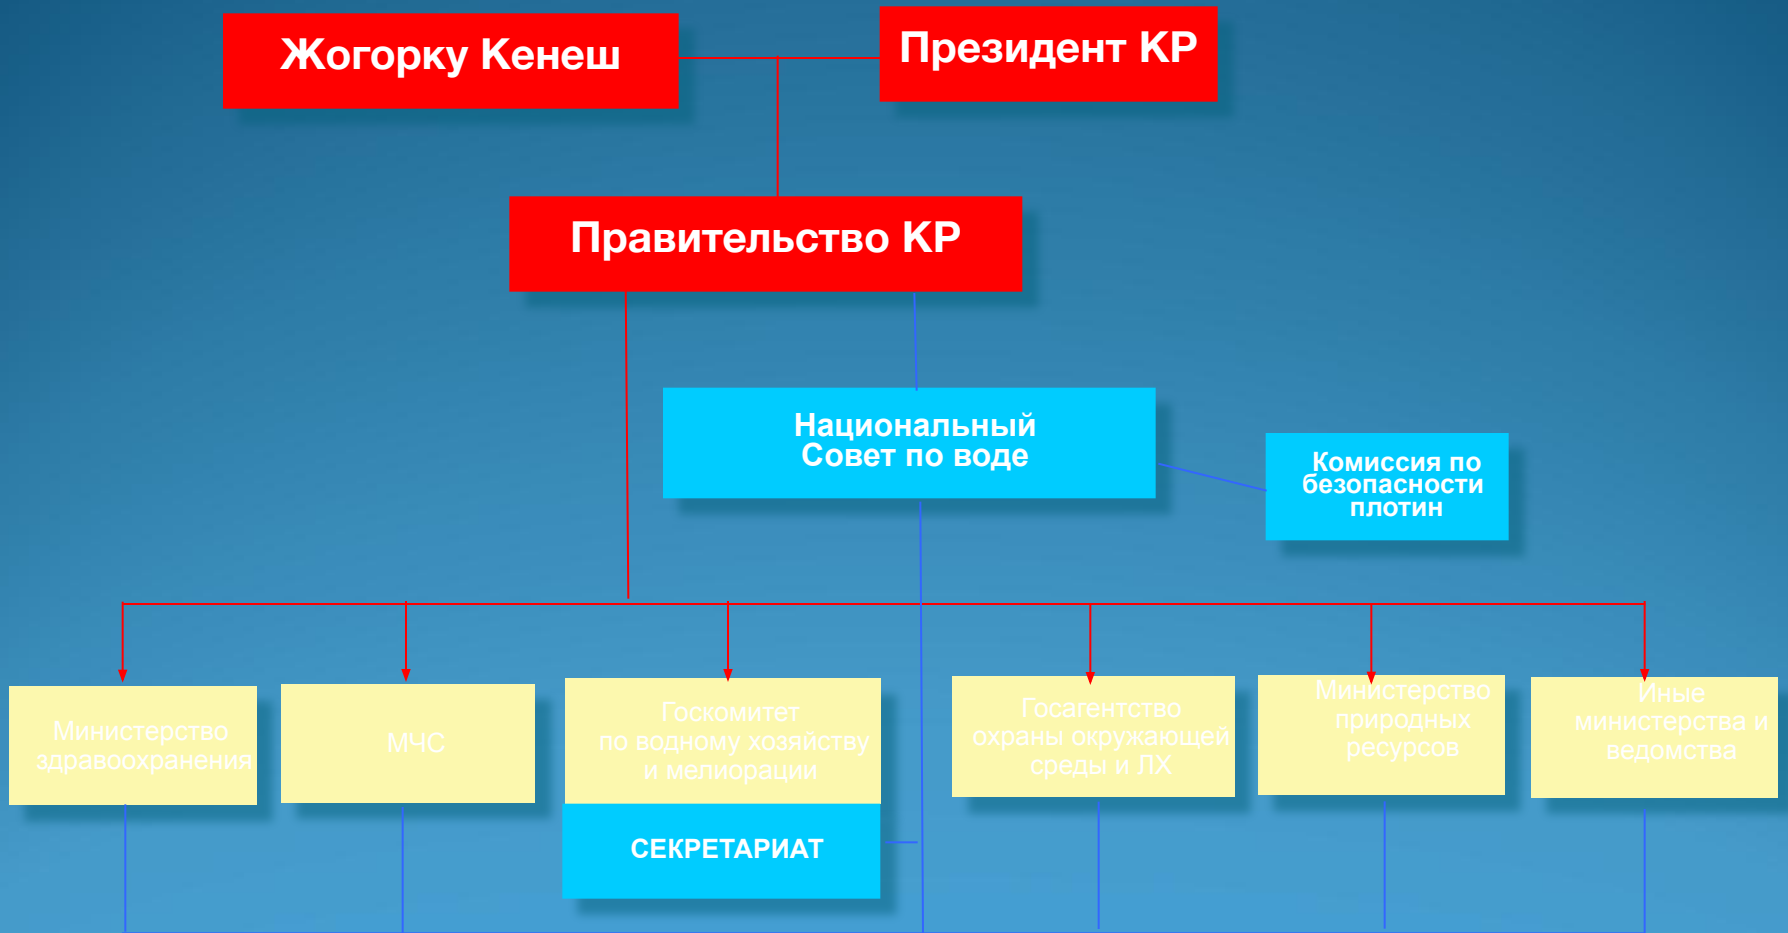 Жогорку Кенеш
Президент КР
Правительство КР
Национальный
Совет по воде
Комиссия по
безопасности
плотин
Министерство
здравоохранения
МЧС
Госкомитет
по водному хозяйству
и мелиорации
СЕКРЕТАРИАТ
Госагентство
охраны окружающей
среды и ЛХ
Министерство
природных
ресурсов
Иные
министерства и
ведомства